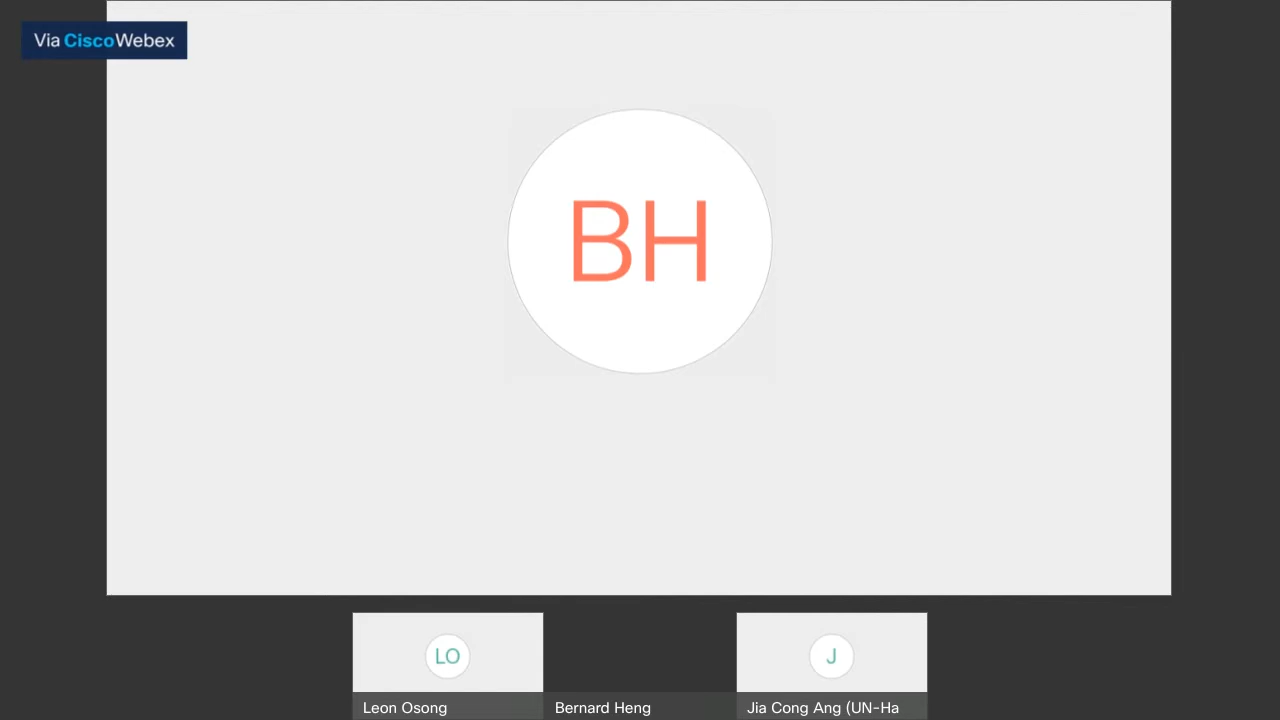 Via CiscoWebex
BH
LO
J
Leon Osong
Bernard Heng
Jia Cong Ang (UN-Ha